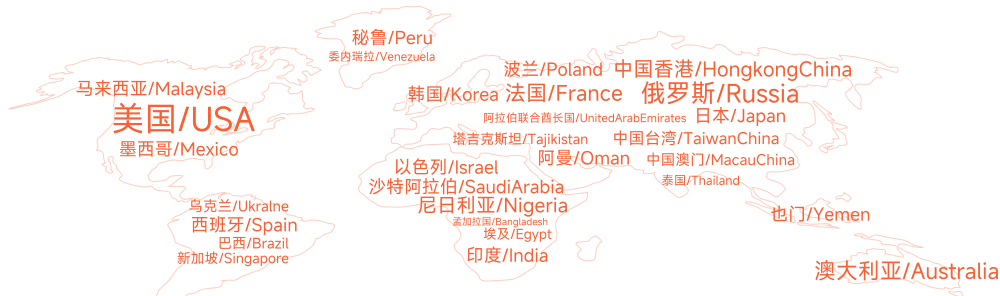 秘鲁/Peru
委内瑞拉/Venezuela
波兰/Poland
中国香港/HongkongChina
马来西亚/Malaysia
韩国/Korea
法国/France
俄罗斯/Russia
美国/USA
阿拉伯联合酋长国/UnitedArabEmirates
日本/Japan
塔吉克斯坦/Tajikistan
中国台湾/TaiwanChina
墨西哥/Mexico
阿曼/Oman
中国澳门/MacauChina
以色列/Israel
泰国/Thailand
沙特阿拉伯/SaudiArabia
乌克兰/Ukralne
尼日利亚/Nigeria
也门/Yemen
西班牙/Spain
孟加拉国/Bangladesh
埃及/Egypt
巴西/Brazil
新加坡/Singapore
印度/India
澳大利亚/Australia